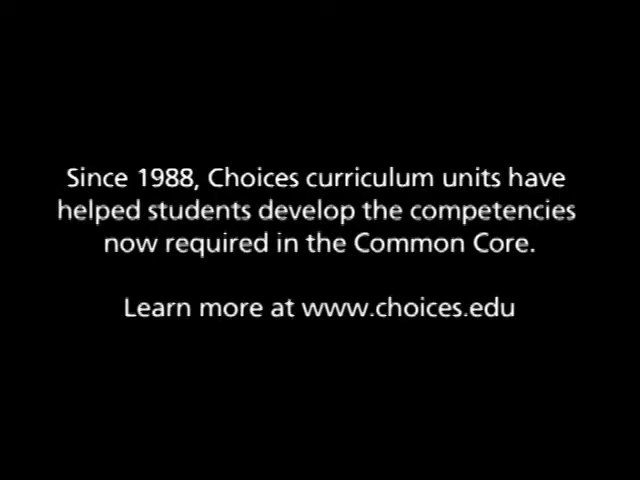 Since 1988, Choices curriculum units have
helped students develop the competencies
now required in the Common Core.
Learn more at www.choices.edu